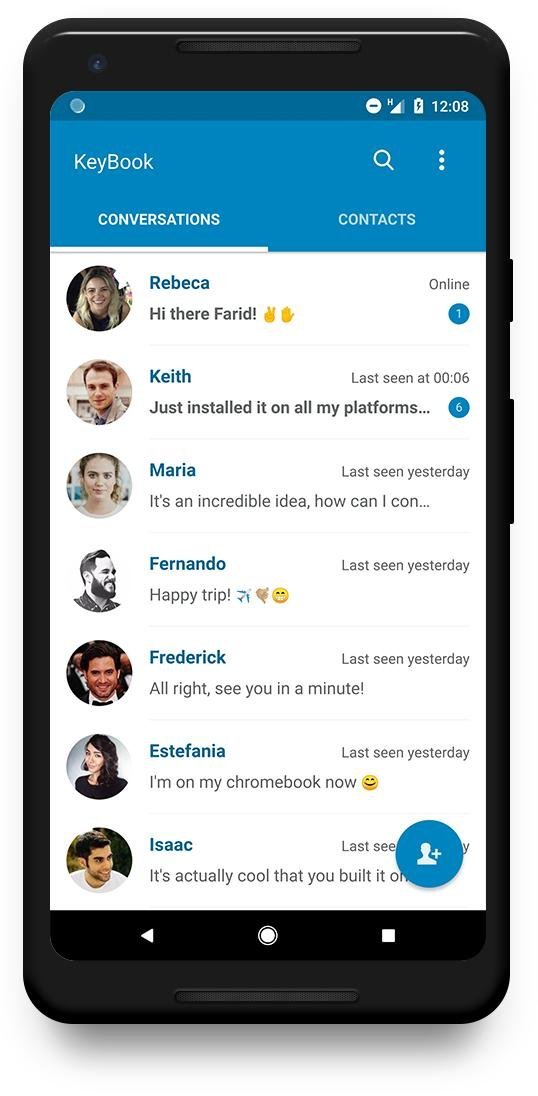 H 12:08
KeyBook
CONVERSATIONS CONTACTS
Rebeca Online
Hi there Farid! ✌️✋ 1
Keith Last seen at 00:06
Just installed it on all my platforms... 6
Maria Last seen yesterday
It's an incredible idea, how can I con...
Fernando Last seen yesterday
Happy trip! ✈️🤏🏽😁
Frederick Last seen yesterday
All right, see you in a minute!
Estefania Last seen yesterday
I'm on my chromebook now 😊
Isaac Last see y
It's actually cool that you built it on